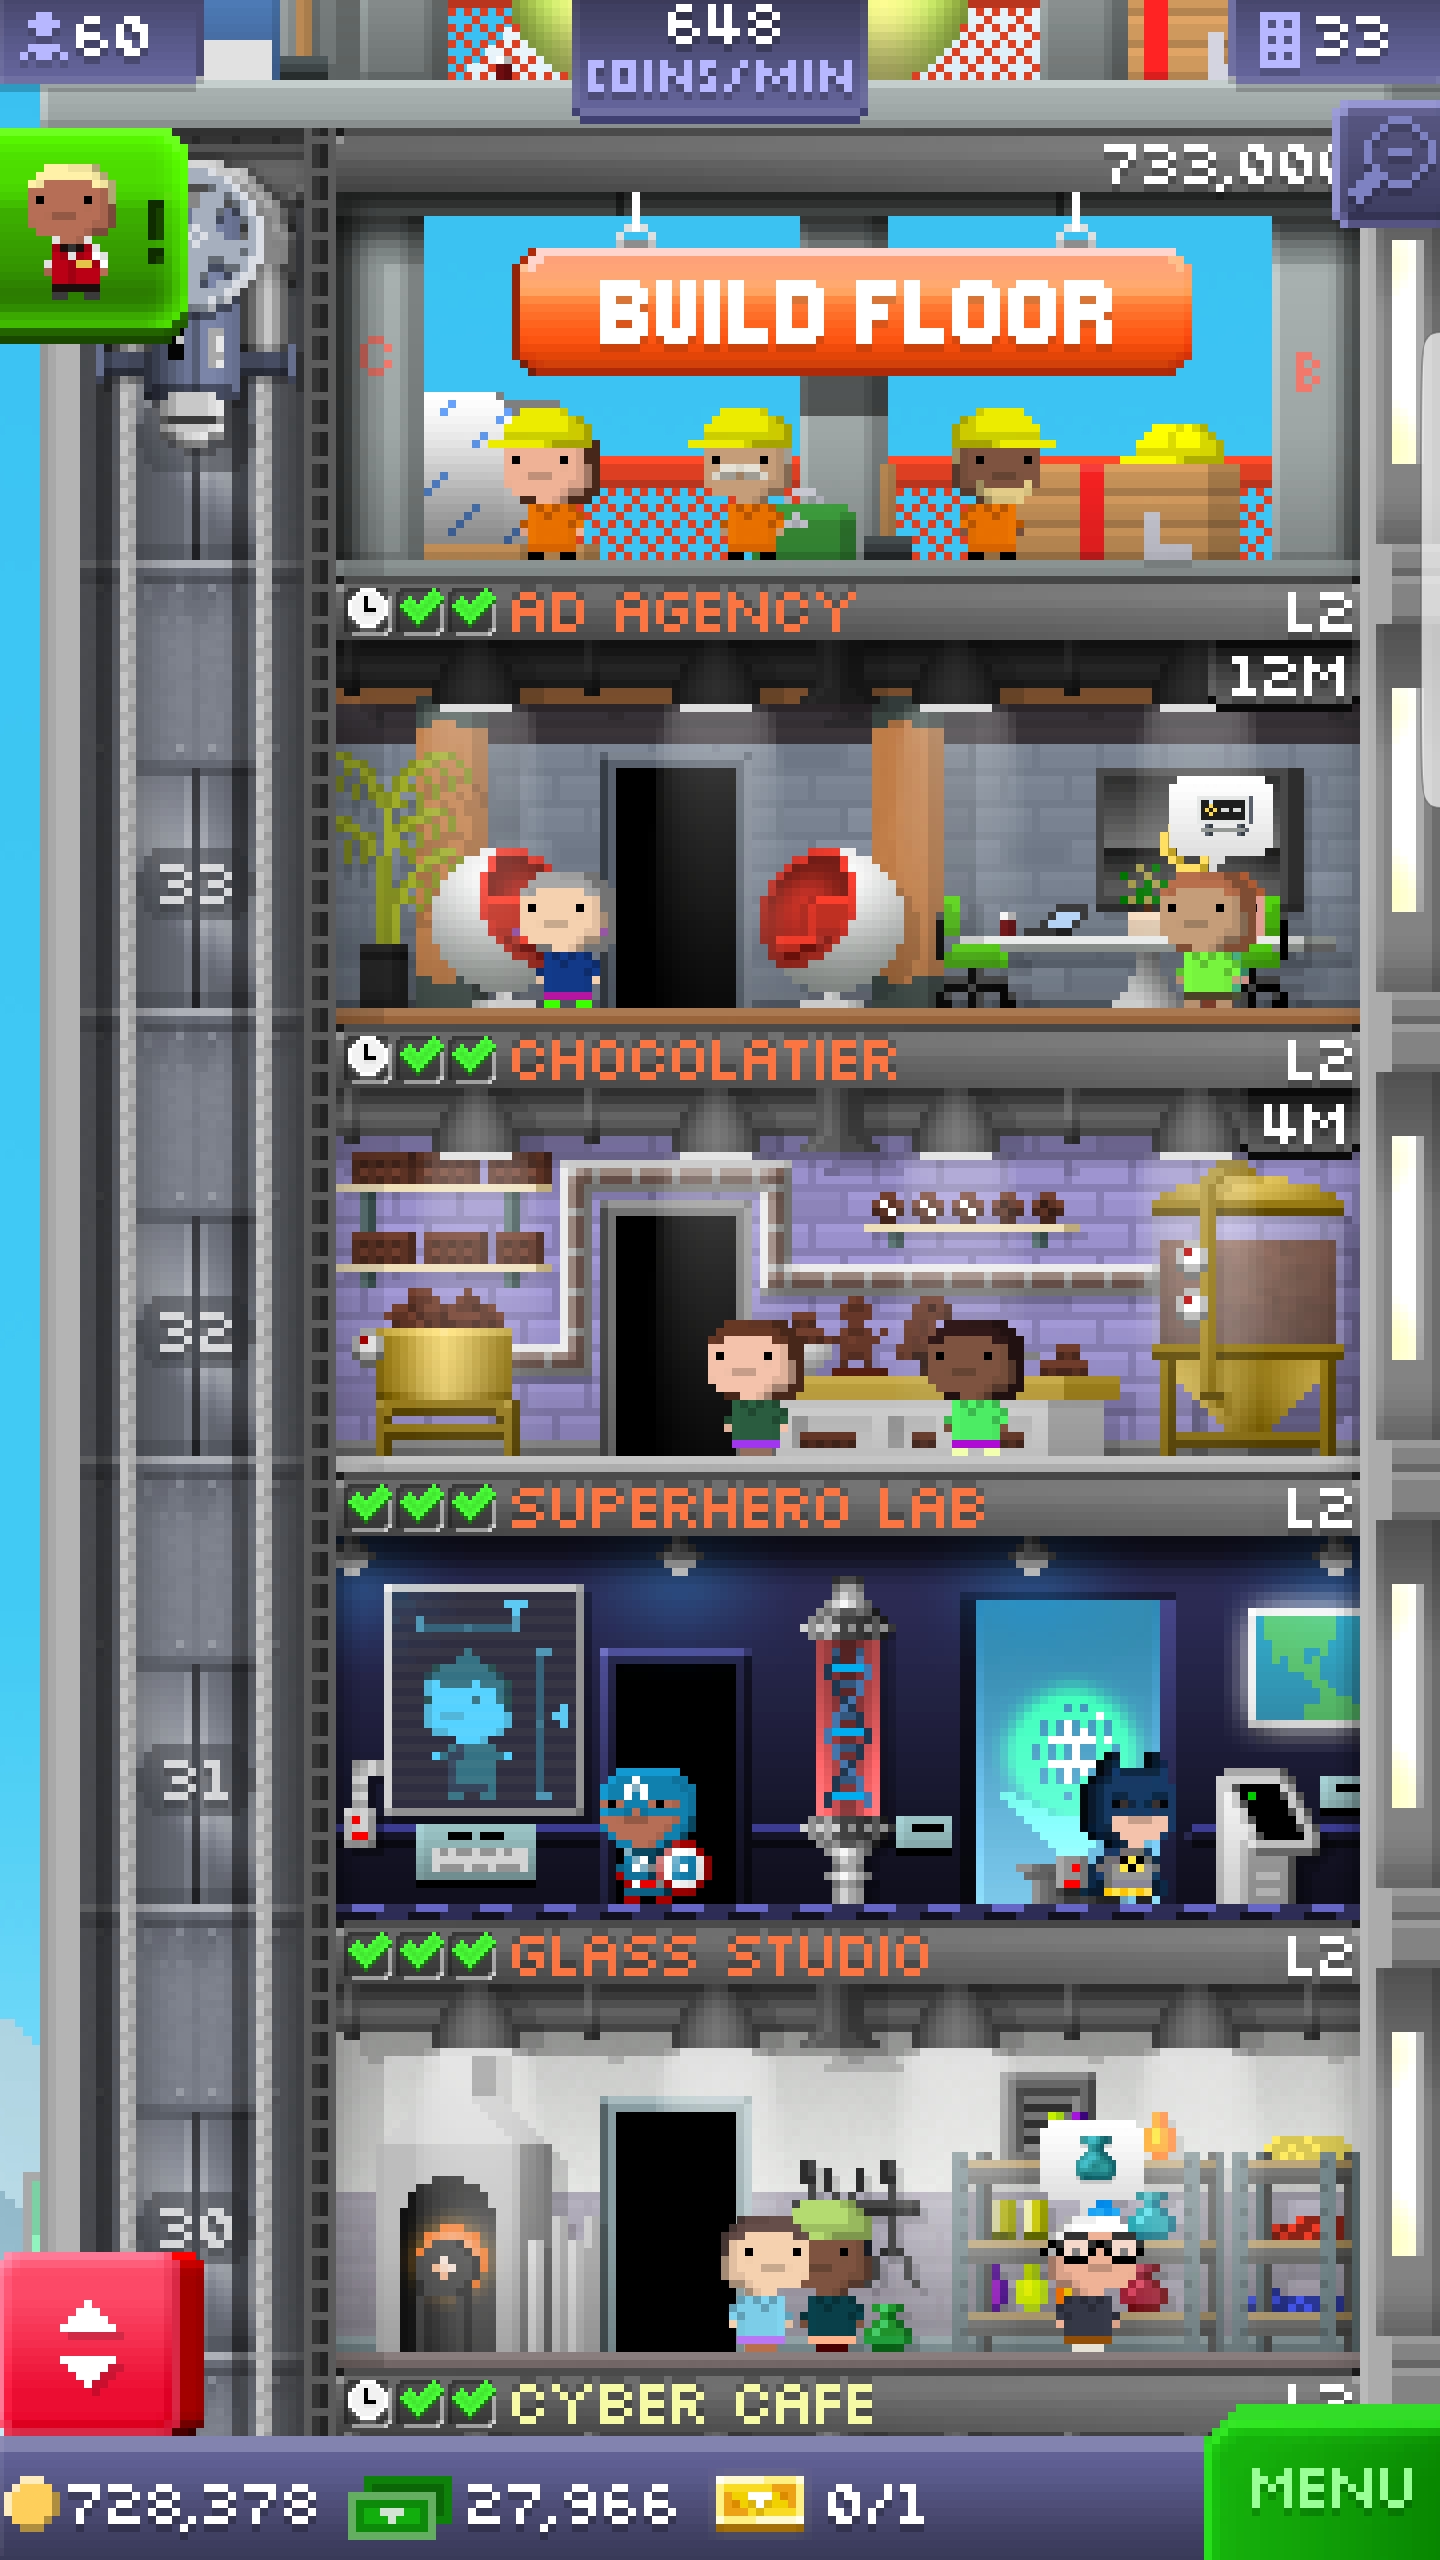 60
648
COINS/MIN
33
733,000
!
BUILD FLOOR
C
B
AD AGENCY
L2
12M
33
CHOCOLATIER
L2
4M
32
SUPERHERO LAB
L2
31
GLASS STUDIO
L2
30
CYBER CAFE
728,378
27,966
0/1
MENU